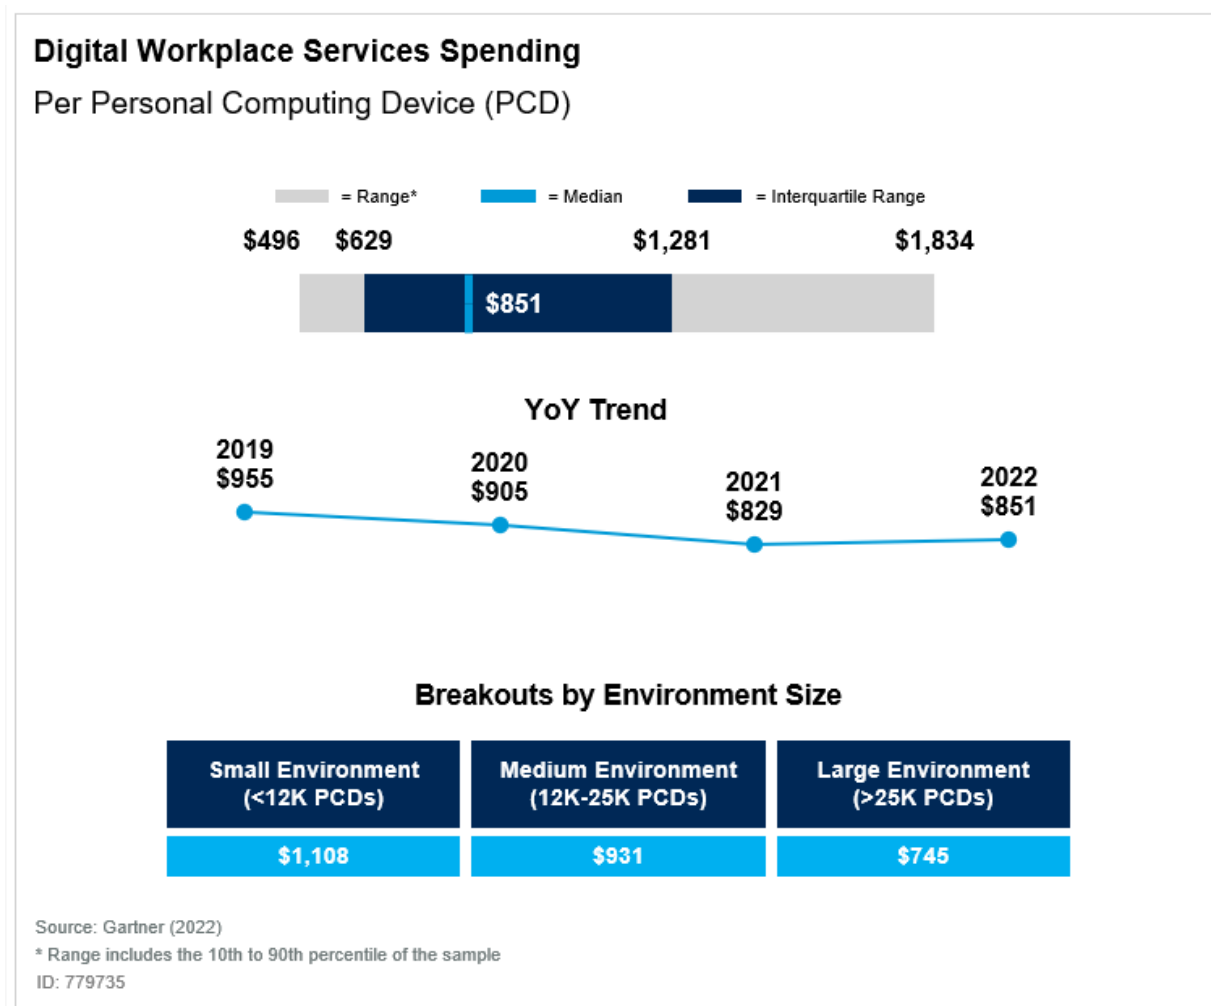 Digital Workplace Services Spending
Per Personal Computing Device (PCD)
= Range*
= Median
= Interquartile Range
$496
$629
$1,281
$1,834
$851
YoY Trend
2019
$955
2020
$905
2021
$829
2022
$851
Breakouts by Environment Size
Small Environment
(<12K PCDs)
Medium Environment
(12K-25K PCDs)
Large Environment
(>25K PCDs)
$1,108
$931
$745
Source: Gartner (2022)
* Range includes the 10th to 90th percentile of the sample
ID: 779735